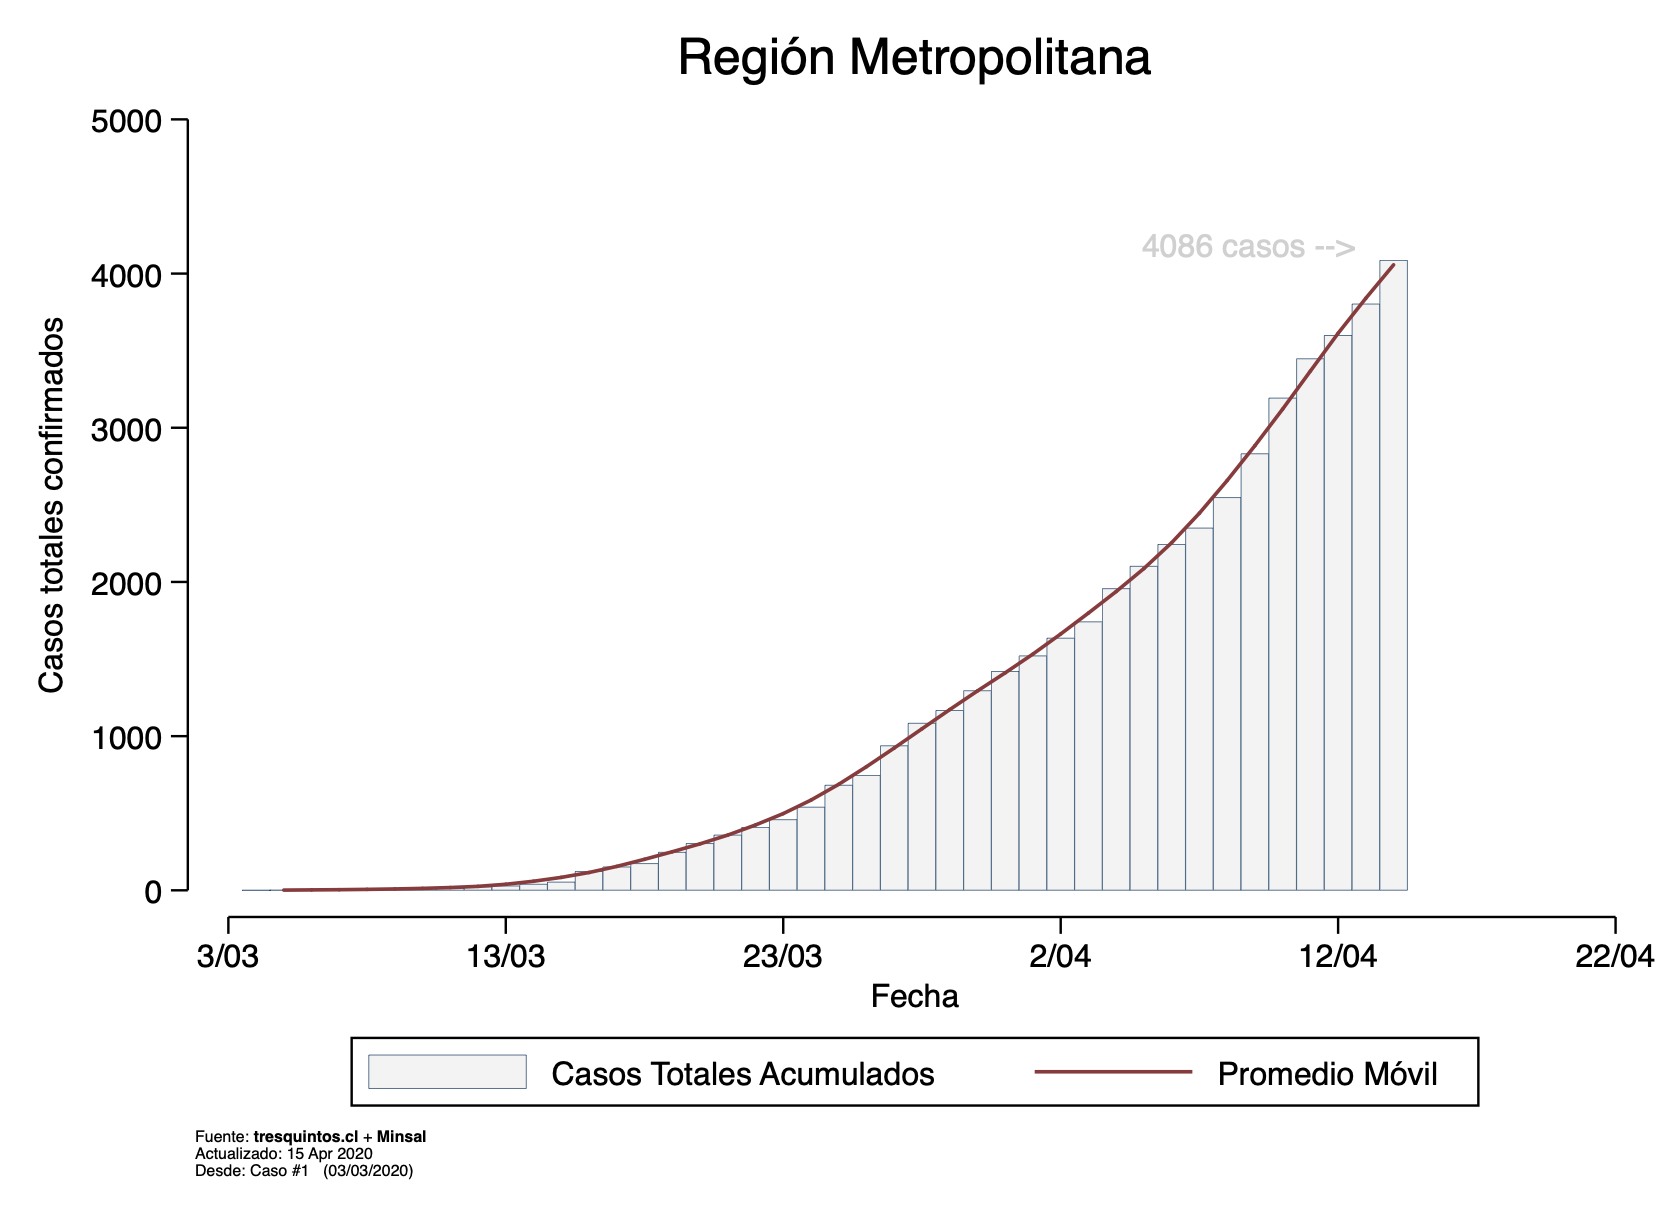 Región Metropolitana
5000
4000
3000
2000
1000
0
Casos totales confirmados
4086 casos -->
3/03
13/03
23/03
2/04
12/04
22/04
Fecha
Casos Totales Acumulados
Promedio Móvil
Fuente: tresquintos.cl + Minsal
Actualizado: 15 Apr 2020
Desde: Caso #1 (03/03/2020)